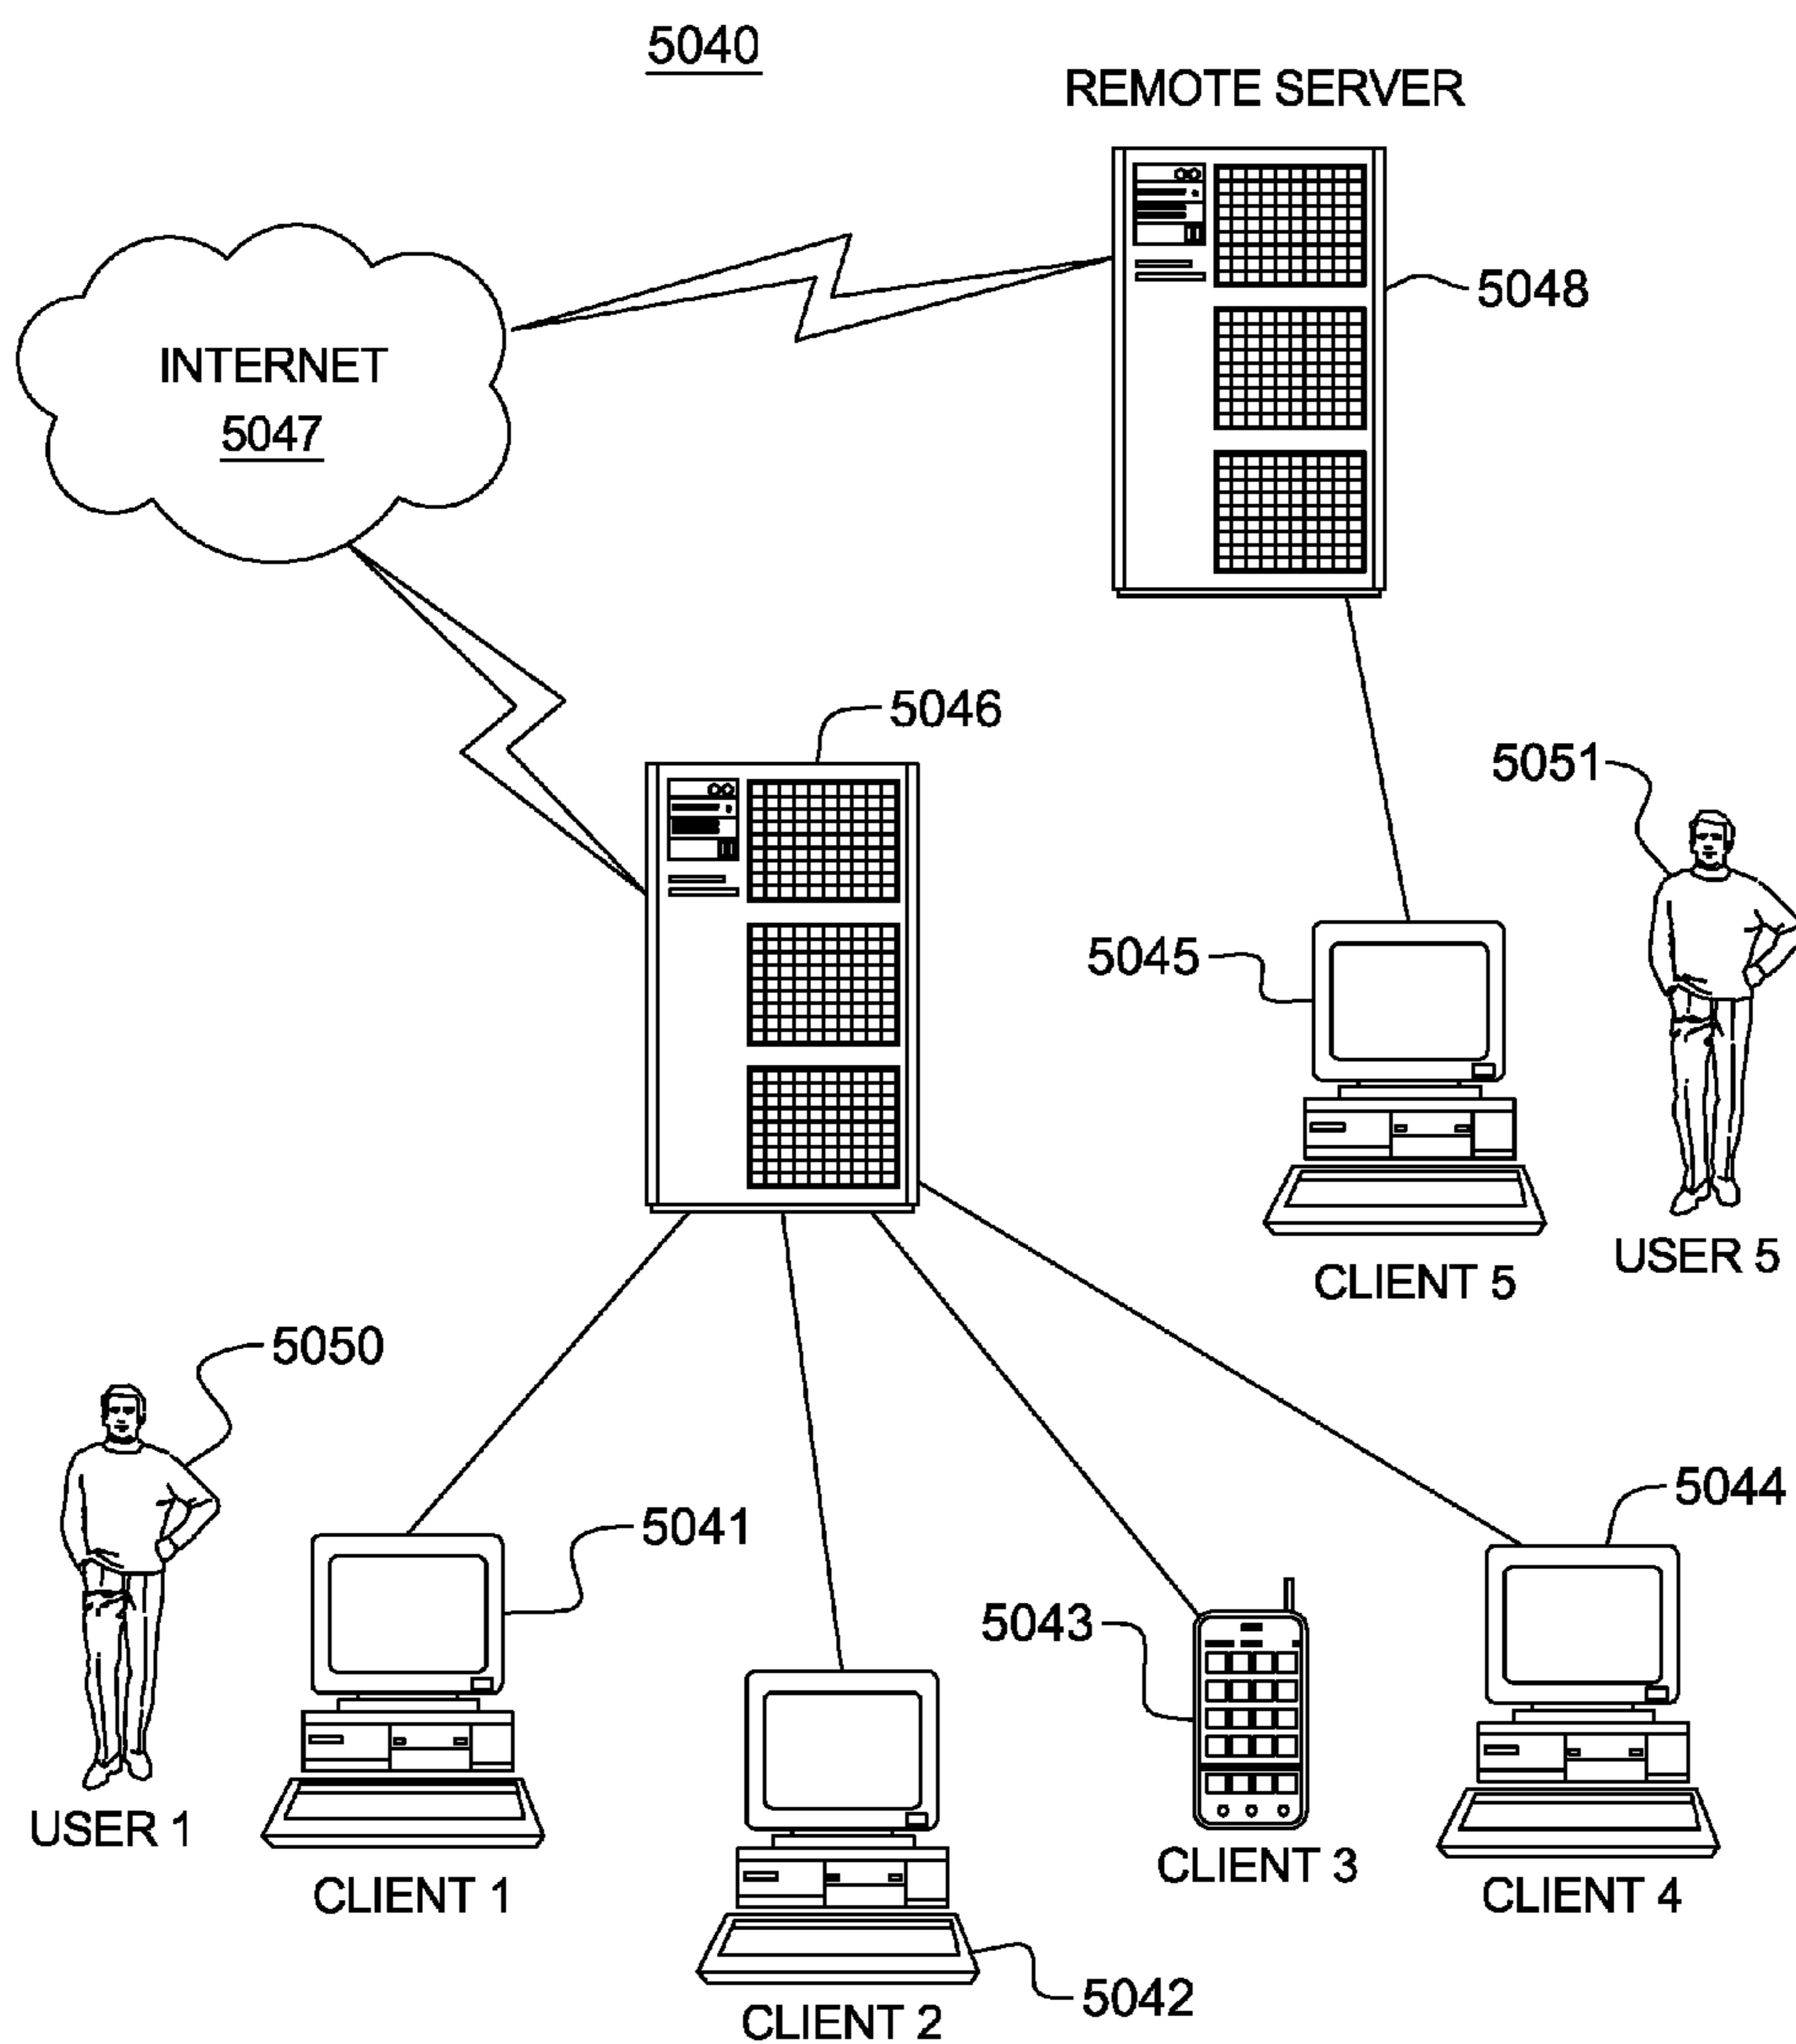 5040
REMOTE SERVER
5048
INTERNET
5047
5046
5051
5045
USER 5
CLIENT 5
5050
5044
5041
5043
USER 1
CLIENT 3
CLIENT 1
CLIENT 4
5042
CLIENT 2